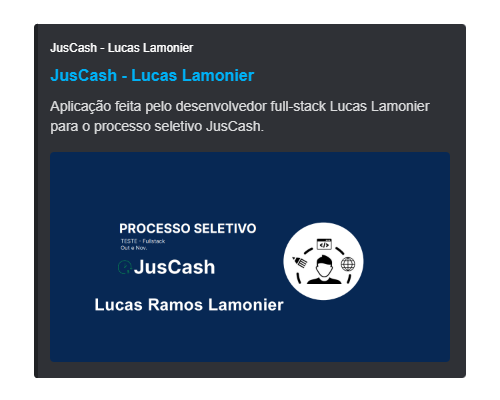 JusCash - Lucas Lamonier
JusCash - Lucas Lamonier
Aplicação feita pelo desenvolvedor full-stack Lucas Lamonier
para o processo seletivo JusCash.
PROCESSO SELETIVO
TESTE - Fullstack
Out e Nov.
JusCash
Lucas Ramos Lamonier